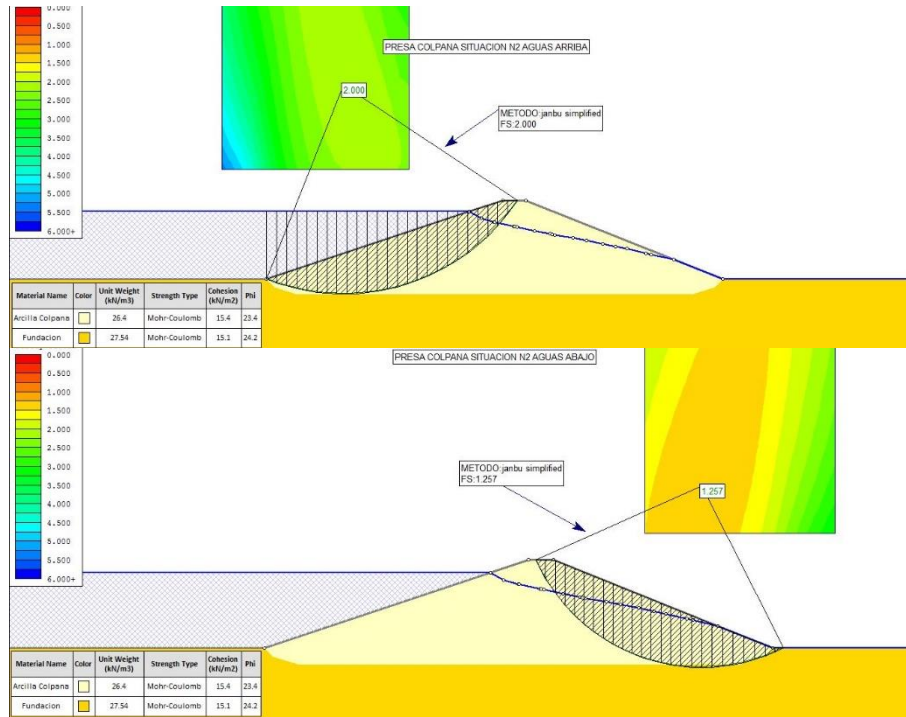 0.000
0.500
1.000
1.500
2.000
2.500
3.000
3.500
4.000
4.500
5.000
5.500
6.000+
PRESA COLPANA SITUACION N2 AGUAS ARRIBA
2.000
METODO:janbu simplified
FS:2.000
Material Name Color Unit Weight (kN/m3) Strength Type Cohesion (kN/m2) Phi
Arcilla Colpana 26.4 Mohr-Coulomb 15.4 23.4
Fundacion 27.54 Mohr-Coulomb 15.1 24.2
0.000
0.500
1.000
1.500
2.000
2.500
3.000
3.500
4.000
4.500
5.000
5.500
6.000+
PRESA COLPANA SITUACION N2 AGUAS ABAJO
METODO:janbu simplified
FS:1.257
1.257
Material Name Color Unit Weight (kN/m3) Strength Type Cohesion (kN/m2) Phi
Arcilla Colpana 26.4 Mohr-Coulomb 15.4 23.4
Fundacion 27.54 Mohr-Coulomb 15.1 24.2